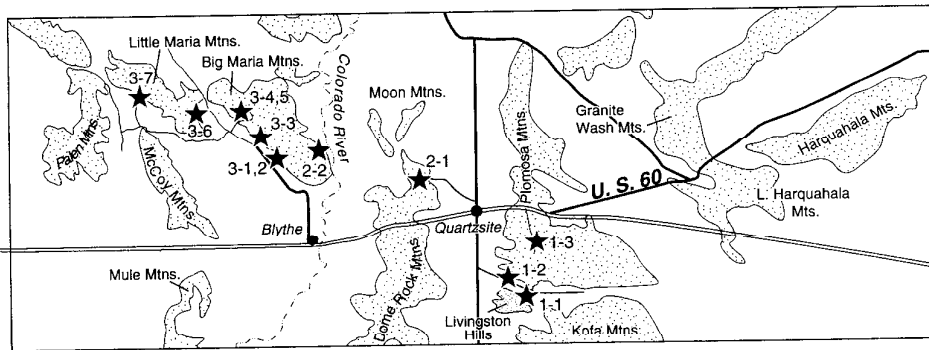 Little Maria Mtns.
Big Maria Mtns.
3-7
3-4,5
3-6
3-3
3-1,2
2-2
Colorado River
Palen Mtns.
McCoy Mtns.
Moon Mtns.
2-1
Plomosa Mtns.
Granite
Wash Mts.
Harquahala Mts.
U. S. 60
L. Harquahala
Mts.
Blythe
Quartzsite
Mule Mtns.
Dome Rock Mtns.
1-3
1-2
1-1
Livingston
Hills
Kofa Mtns.